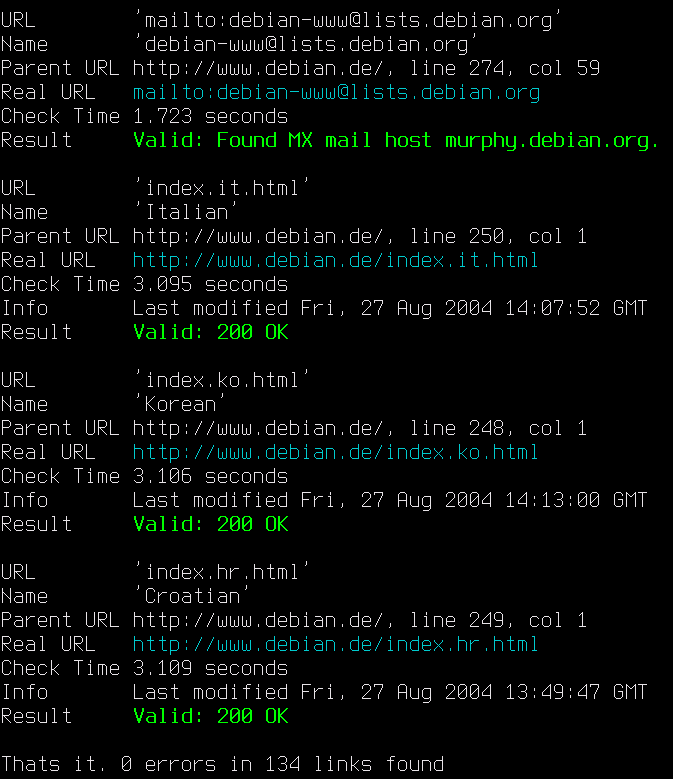 URL 'mailto:debian-www@lists.debian.org'
Name 'debian-www@lists.debian.org'
Parent URL http://www.debian.de/, line 274, col 59
Real URL mailto:debian-www@lists.debian.org
Check Time 1.723 seconds
Result Valid: Found MX mail host murphy.debian.org.
URL 'index.it.html'
Name 'Italian'
Parent URL http://www.debian.de/, line 250, col 1
Real URL http://www.debian.de/index.it.html
Check Time 3.095 seconds
Info Last modified Fri, 27 Aug 2004 14:07:52 GMT
Result Valid: 200 OK
URL 'index.ko.html'
Name 'Korean'
Parent URL http://www.debian.de/, line 248, col 1
Real URL http://www.debian.de/index.ko.html
Check Time 3.106 seconds
Info Last modified Fri, 27 Aug 2004 14:13:00 GMT
Result Valid: 200 OK
URL 'index.hr.html'
Name 'Croatian'
Parent URL http://www.debian.de/, line 249, col 1
Real URL http://www.debian.de/index.hr.html
Check Time 3.109 seconds
Info Last modified Fri, 27 Aug 2004 13:49:47 GMT
Result Valid: 200 OK
Thats it. 0 errors in 134 links found